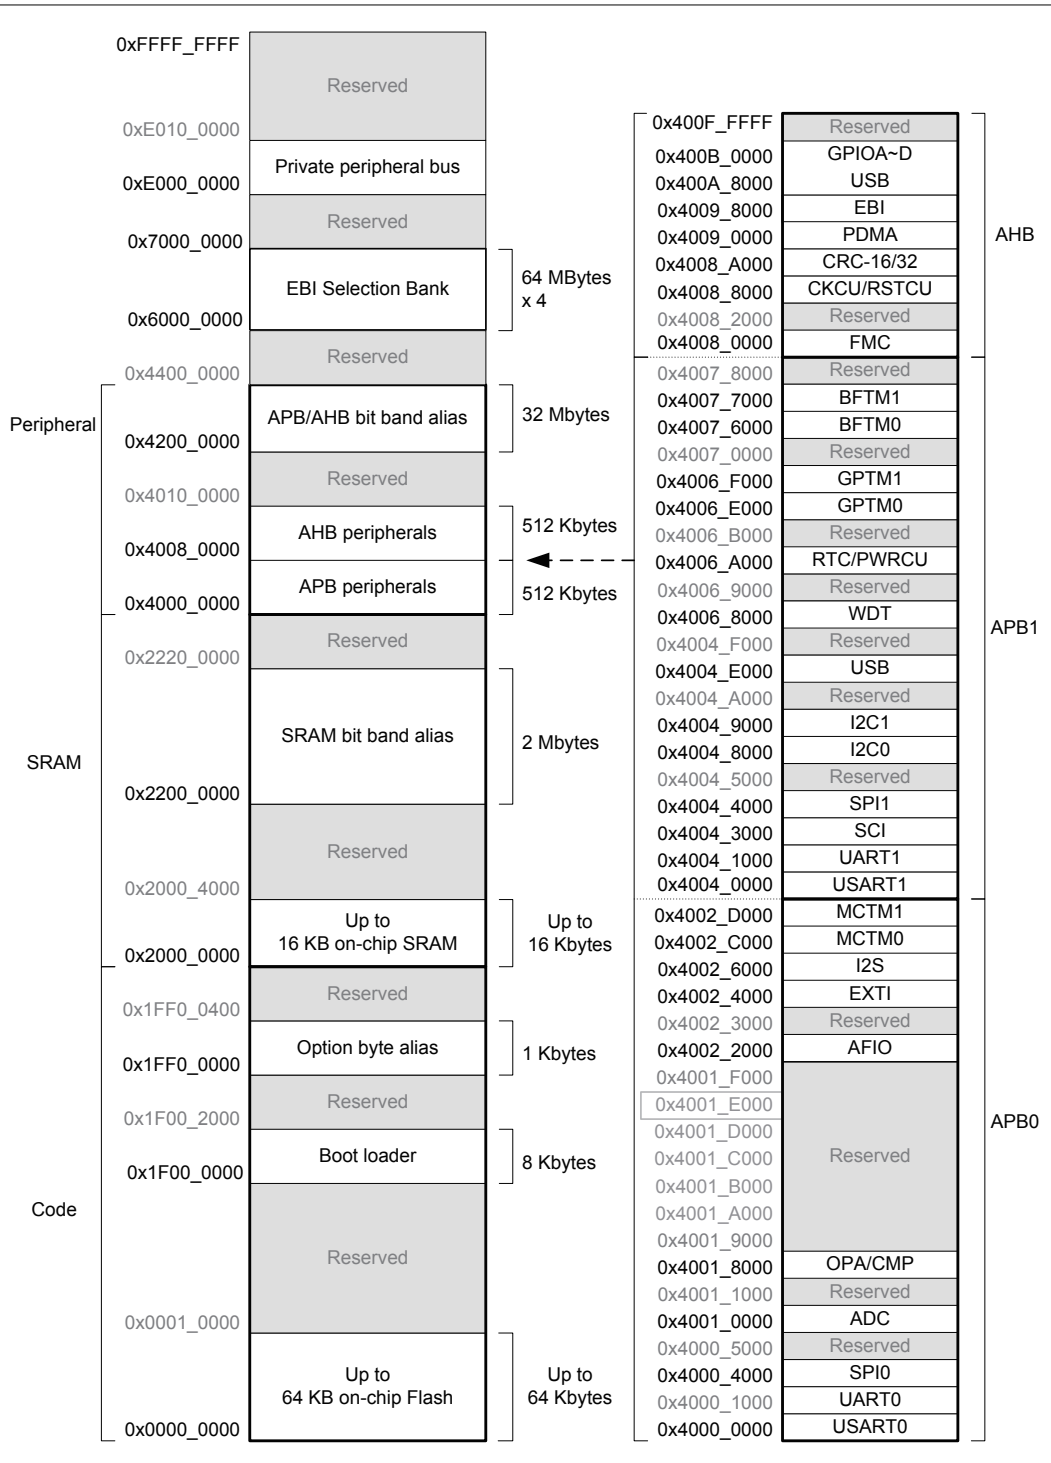 0xFFFF_FFFF
Reserved
0xE010_0000
Private peripheral bus
0xE000_0000
Reserved
0x7000_0000
EBI Selection Bank
64 MBytes
x 4
0x6000_0000
Reserved
0x4400_0000
Peripheral
APB/AHB bit band alias
32 Mbytes
0x4200_0000
Reserved
0x4010_0000
AHB peripherals
512 Kbytes
0x4008_0000
APB peripherals
512 Kbytes
0x4000_0000
Reserved
0x2220_0000
SRAM bit band alias
2 Mbytes
SRAM
0x2200_0000
Reserved
0x2000_4000
Up to
16 KB on-chip SRAM
Up to
16 Kbytes
0x2000_0000
Reserved
0x1FF0_0400
Option byte alias
1 Kbytes
0x1FF0_0000
Reserved
0x1F00_2000
Boot loader
8 Kbytes
0x1F00_0000
Code
Reserved
0x0001_0000
Up to
64 KB on-chip Flash
Up to
64 Kbytes
0x0000_0000
0x400F_FFFF
Reserved
0x400B_0000
GPIOA~D
0x400A_8000
USB
0x4009_8000
EBI
0x4009_0000
PDMA
AHB
0x4008_A000
CRC-16/32
0x4008_8000
CKCU/RSTCU
0x4008_2000
Reserved
0x4008_0000
FMC
0x4007_8000
Reserved
0x4007_7000
BFTM1
0x4007_6000
BFTM0
0x4007_0000
Reserved
0x4006_F000
GPTM1
0x4006_E000
GPTM0
0x4006_B000
Reserved
0x4006_A000
RTC/PWRCU
0x4006_9000
Reserved
0x4006_8000
WDT
APB1
0x4004_F000
Reserved
0x4004_E000
USB
0x4004_A000
Reserved
0x4004_9000
I2C1
0x4004_8000
I2C0
0x4004_5000
Reserved
0x4004_4000
SPI1
0x4004_3000
SCI
0x4004_1000
UART1
0x4004_0000
USART1
0x4002_D000
MCTM1
0x4002_C000
MCTM0
0x4002_6000
I2S
0x4002_4000
EXTI
0x4002_3000
Reserved
0x4002_2000
AFIO
0x4001_F000
0x4001_E000
APB0
0x4001_D000
0x4001_C000
Reserved
0x4001_B000
0x4001_A000
0x4001_9000
0x4001_8000
OPA/CMP
0x4001_1000
Reserved
0x4001_0000
ADC
0x4000_5000
Reserved
0x4000_4000
SPI0
0x4000_1000
UART0
0x4000_0000
USART0